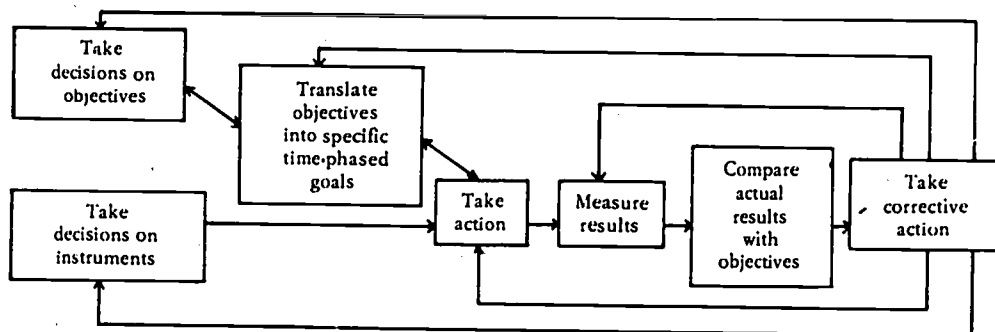 Take
decisions on
objectives
Translate
objectives
into specific
time-phased
goals
Take
decisions on
instruments
Take
action
Measure
results
Compare
actual
results
with
objectives
Take
corrective
action